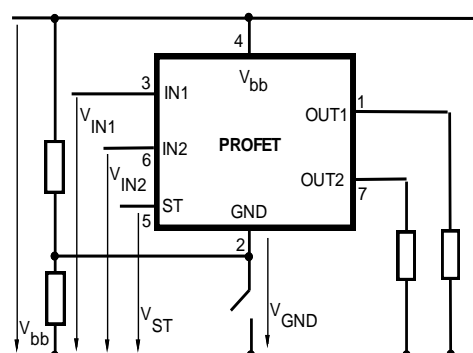 4
V bb
3
IN1
1
V IN1
OUT1
PROFET
IN2
6
V IN2
OUT2
7
ST
5
GND
2
V bb
V ST
V GND